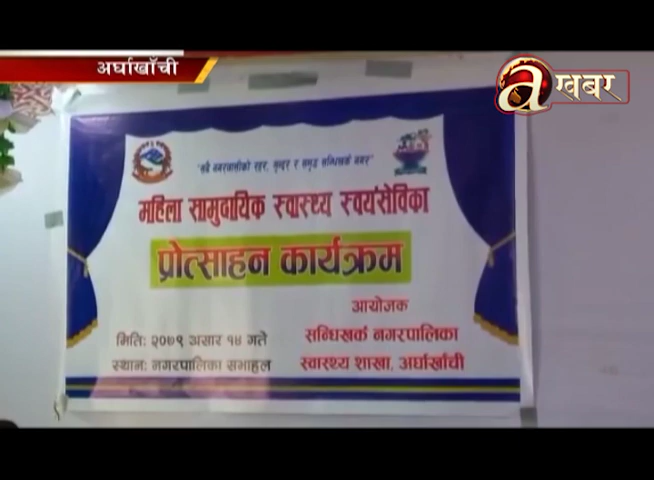 अर्घाखाँची
a खबर
"सबै नगरवासीको रहर, सुन्दर र समृद्ध सन्धिखर्क नगर"
महिला सामुदायिक स्वास्थ्य स्वयंसेविका
प्रोत्साहन कार्यक्रम
आयोजक
मितिः २०७९ असार १४ गते
सन्धिखर्क नगरपालिका
स्थानः नगरपालिका सभाहल
स्वास्थ्य शाखा, अर्घाखाँची